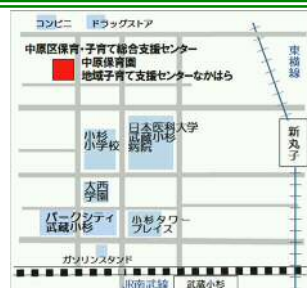 コンビニ
ドラッグストア
中原区保育・子育て総合支援センター
中原保育園
地域子育て支援センターなかはら
東横線
新丸子
小杉
小学校
日本医科大学
武蔵小杉
病院
大西
学園
パークシティ
武蔵小杉
小杉タワー
プレイス
ガソリンスタンド
JR南武線
武蔵小杉